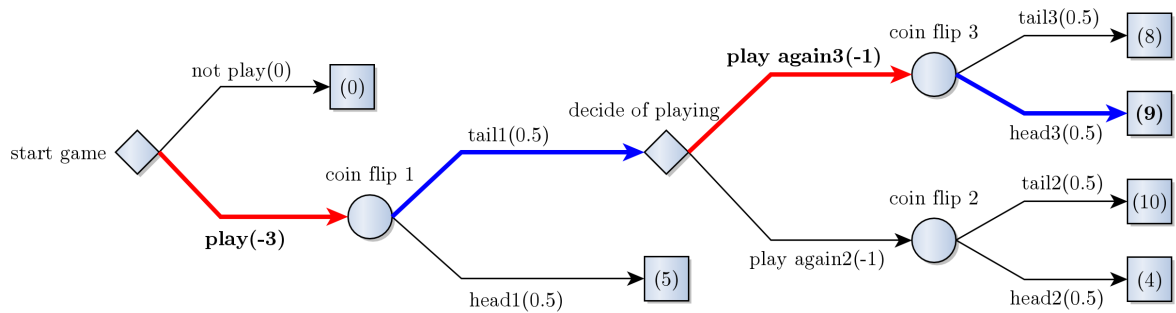 start game
not play(0)
(0)
play(-3)
coin flip 1
tail1(0.5)
head1(0.5)
(5)
decide of playing
play again3(-1)
play again2(-1)
coin flip 3
tail3(0.5)
(8)
head3(0.5)
(9)
coin flip 2
tail2(0.5)
(10)
head2(0.5)
(4)